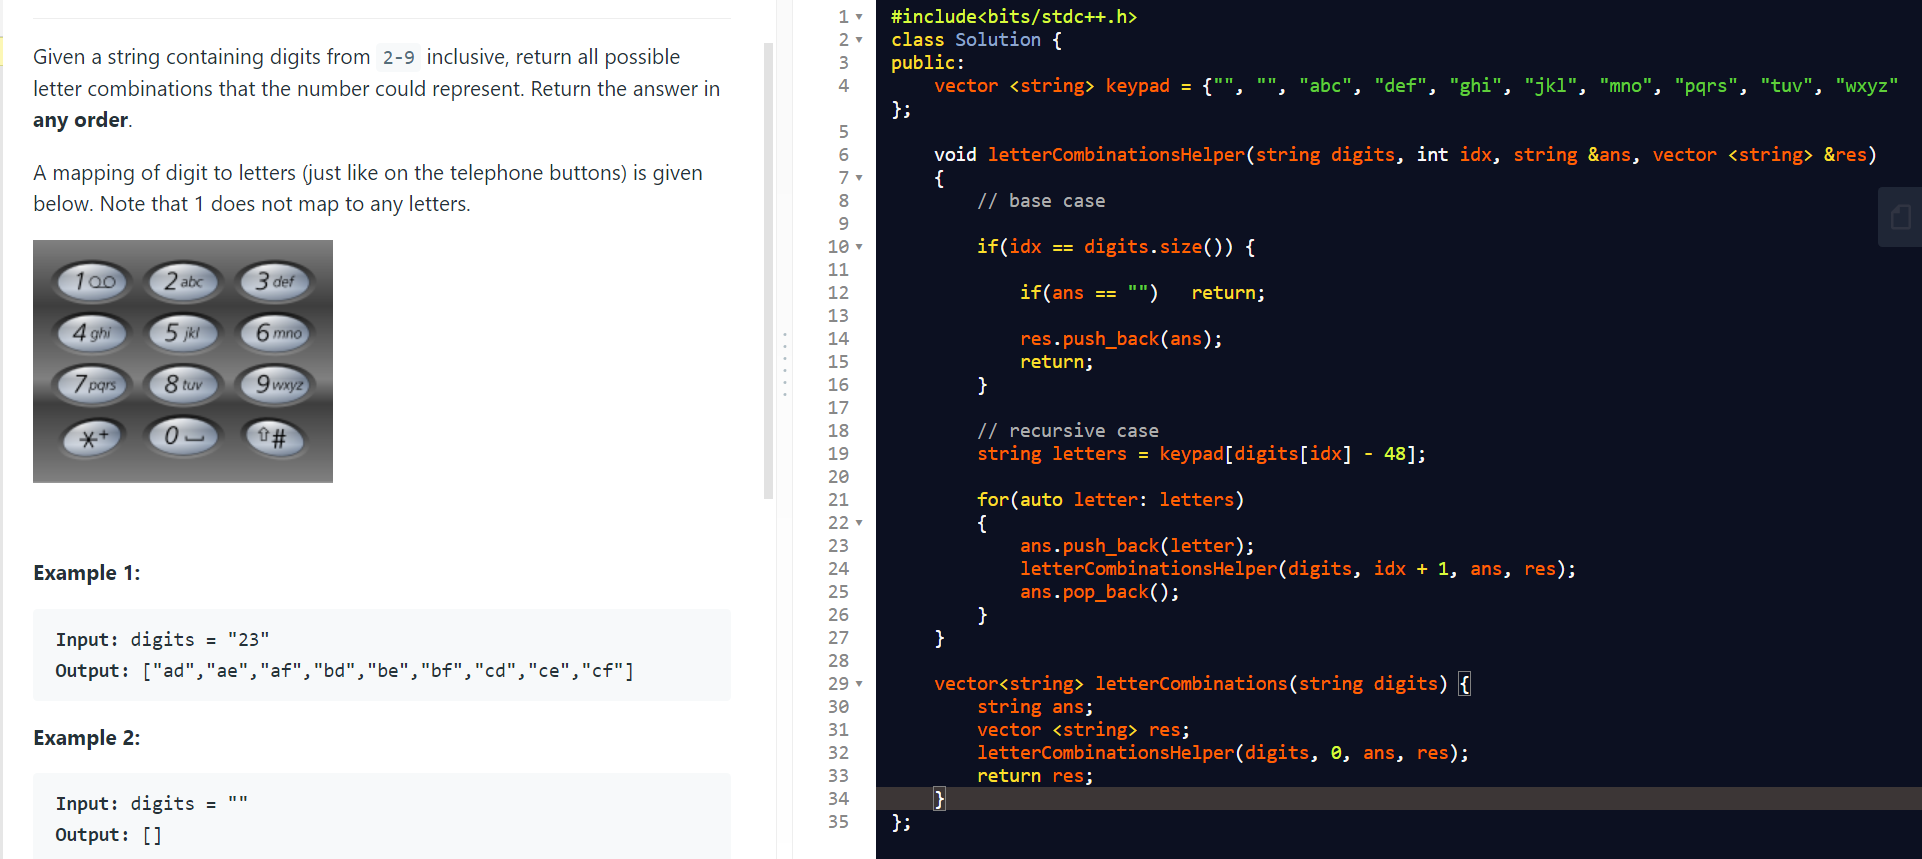 Given a string containing digits from 2-9 inclusive, return all possible
letter combinations that the number could represent. Return the answer in
any order.
A mapping of digit to letters (just like on the telephone buttons) is given
below. Note that 1 does not map to any letters.
1
2 abc
3 def
4 ghi
5 jkl
6 mno
7 pqrs
8 tuv
9 wxyz
*+
0
#
Example 1:
Input: digits = "23"
Output: ["ad","ae","af","bd","be","bf","cd","ce","cf"]
Example 2:
Input: digits = ""
Output: []
1 #include<bits/stdc++.h>
2 class Solution {
3 public:
4     vector <string> keypad = {"", "", "abc", "def", "ghi", "jkl", "mno", "pqrs", "tuv", "wxyz"
};
5
6     void letterCombinationsHelper(string digits, int idx, string &ans, vector <string> &res)
7     {
8         // base case
9
10         if(idx == digits.size()) {
11
12             if(ans == "")   return;
13
14             res.push_back(ans);
15             return;
16         }
17
18         // recursive case
19         string letters = keypad[digits[idx] - 48];
20
21         for(auto letter: letters)
22         {
23             ans.push_back(letter);
24             letterCombinationsHelper(digits, idx + 1, ans, res);
25             ans.pop_back();
26         }
27     }
28
29     vector<string> letterCombinations(string digits) {
30         string ans;
31         vector <string> res;
32         letterCombinationsHelper(digits, 0, ans, res);
33         return res;
34     }
35 };